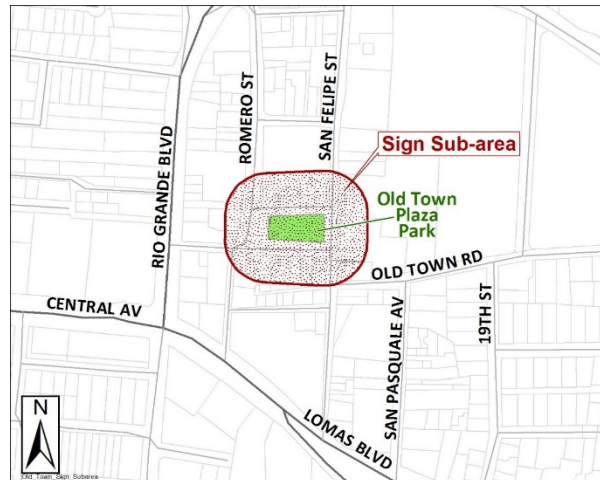 RIO GRANDE BLVD
ROMERO ST
SAN FELIPE ST
Sign Sub-area
Old Town
Plaza
Park
OLD TOWN RD
CENTRAL AV
SAN PASQUALE AV
19TH ST
LOMAS BLVD
N
Old_Town_Sign_Subarea